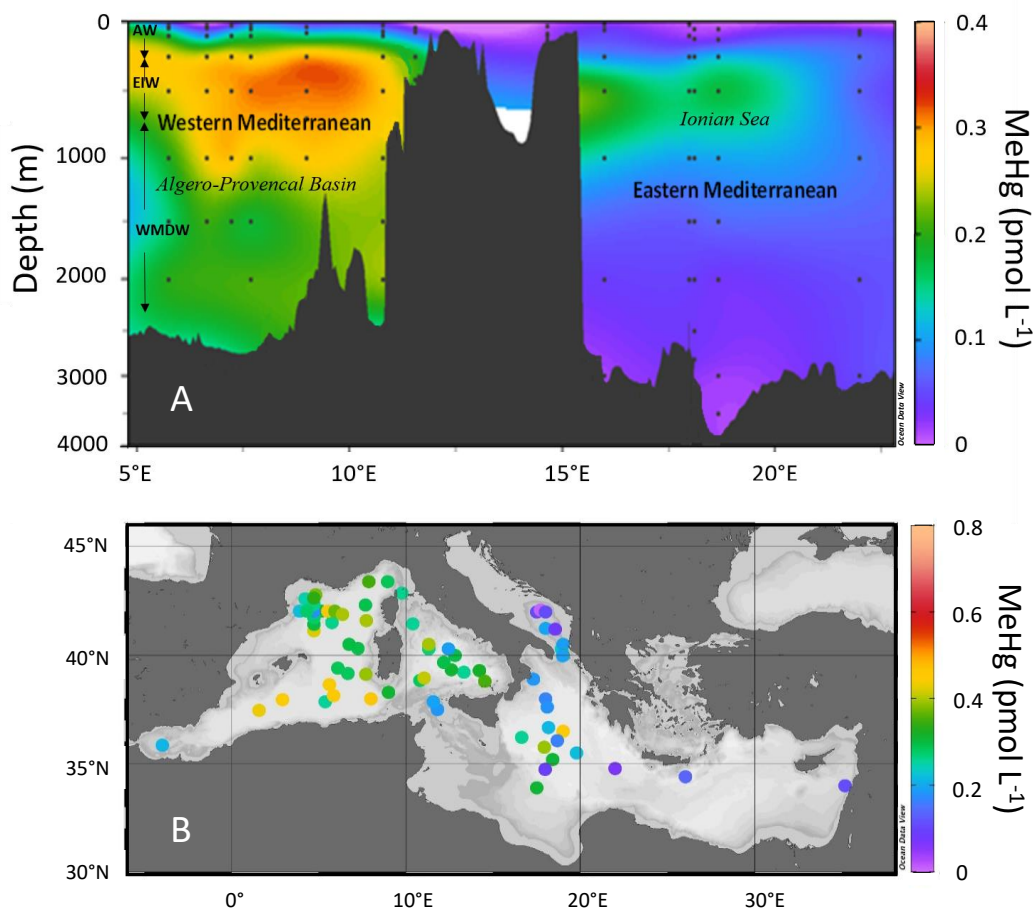 0
AW
EIW
1000
Western Mediterranean
Algero-Provencal Basin
WMDW
2000
3000
4000
Depth (m)
A
Ionian Sea
Eastern Mediterranean
Ocean Data View
5°E
10°E
15°E
20°E
0.4
0.3
0.2
0.1
0
MeHg (pmol L-1)
45°N
40°N
35°N
30°N
B
Ocean Data View
0°
10°E
20°E
30°E
0.8
0.6
0.4
0.2
0
MeHg (pmol L-1)